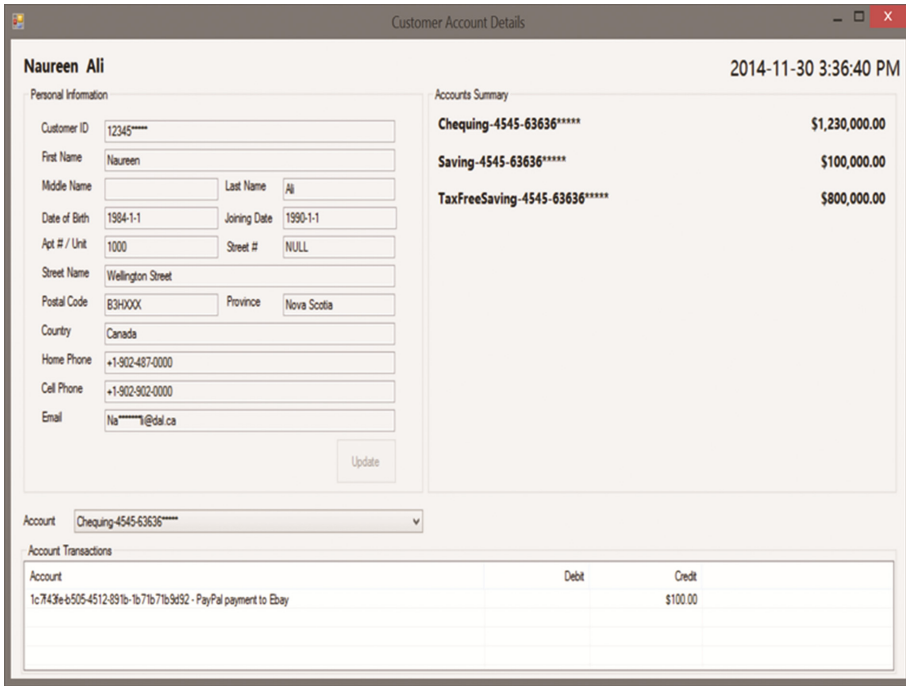 Customer Account Details
Naureen Ali
2014-11-30 3:36:40 PM
Personal Information
Customer ID 12345*****
First Name Naureen
Middle Name Last Name Ali
Date of Birth 1984-1-1 Joining Date 1990-1-1
Apt # / Unit 1000 Street # NULL
Street Name Wellington Street
Postal Code B3HXXX Province Nova Scotia
Country Canada
Home Phone +1-902-487-0000
Cell Phone +1-902-902-0000
Email Na*******li@dal.ca
Update
Accounts Summary
Chequing-4545-63636***** $1,230,000.00
Saving-4545-63636***** $100,000.00
TaxFreeSaving-4545-63636***** $800,000.00
Account Chequing-4545-63636*****
Account Transactions
Account Debit Credit
1c7f43fe-b505-4512-891b-1b71b71b9d92 - PayPal payment to Ebay $100.00